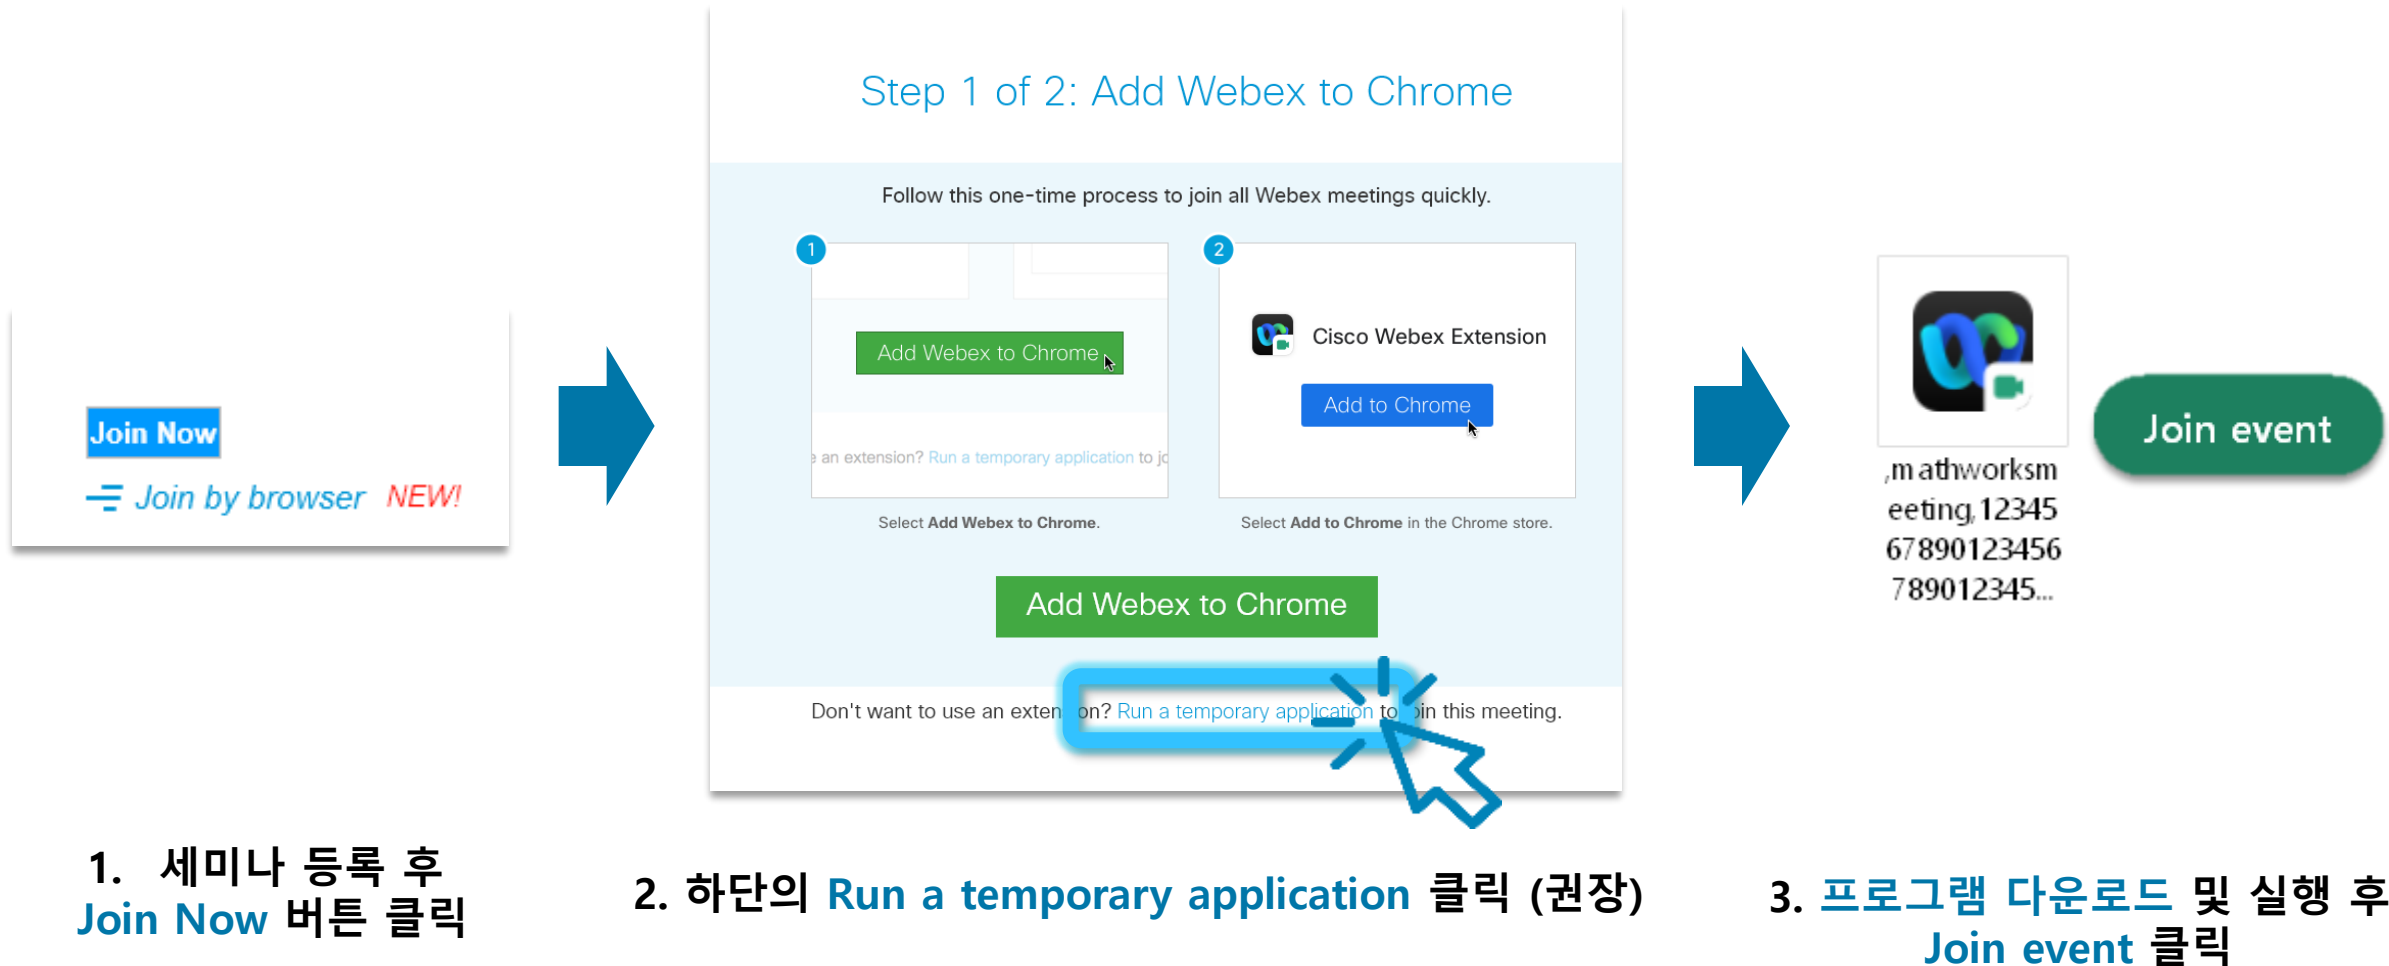 Join Now
Join by browser NEW!
Step 1 of 2: Add Webex to Chrome
Follow this one-time process to join all Webex meetings quickly.
1
Add Webex to Chrome
an extension? Run a temporary application to
Select Add Webex to Chrome.
2
Cisco Webex Extension
Add to Chrome
Select Add to Chrome in the Chrome store.
Add Webex to Chrome
Don't want to use an exten on? Run a temporary application to oin this meeting.
,mathworksm
eeting,12345
67890123456
789012345...
Join event
1. 세미나 등록 후
Join Now 버튼 클릭
2. 하단의 Run a temporary application 클릭 (권장)
3. 프로그램 다운로드 및 실행 후
Join event 클릭